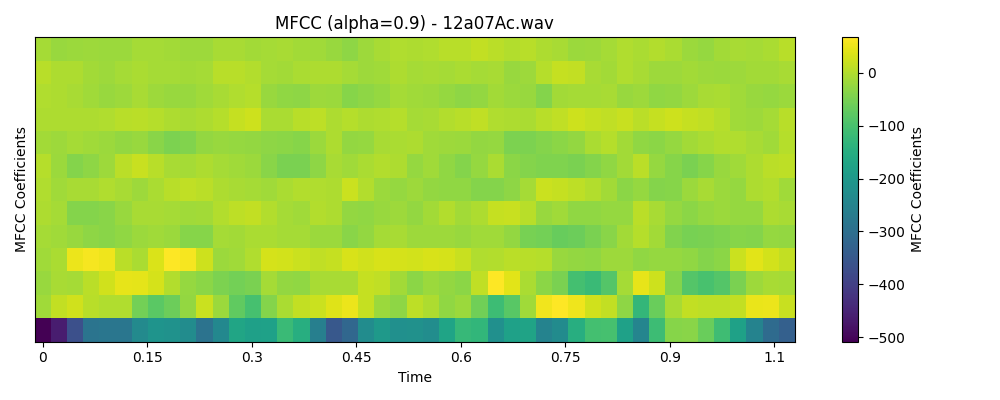 MFCC (alpha=0.9) - 12a07Ac.wav
MFCC Coefficients
0 0.15 0.3 0.45 0.6 0.75 0.9 1.1
Time
0
−100
−200
−300
−400
−500
MFCC Coefficients